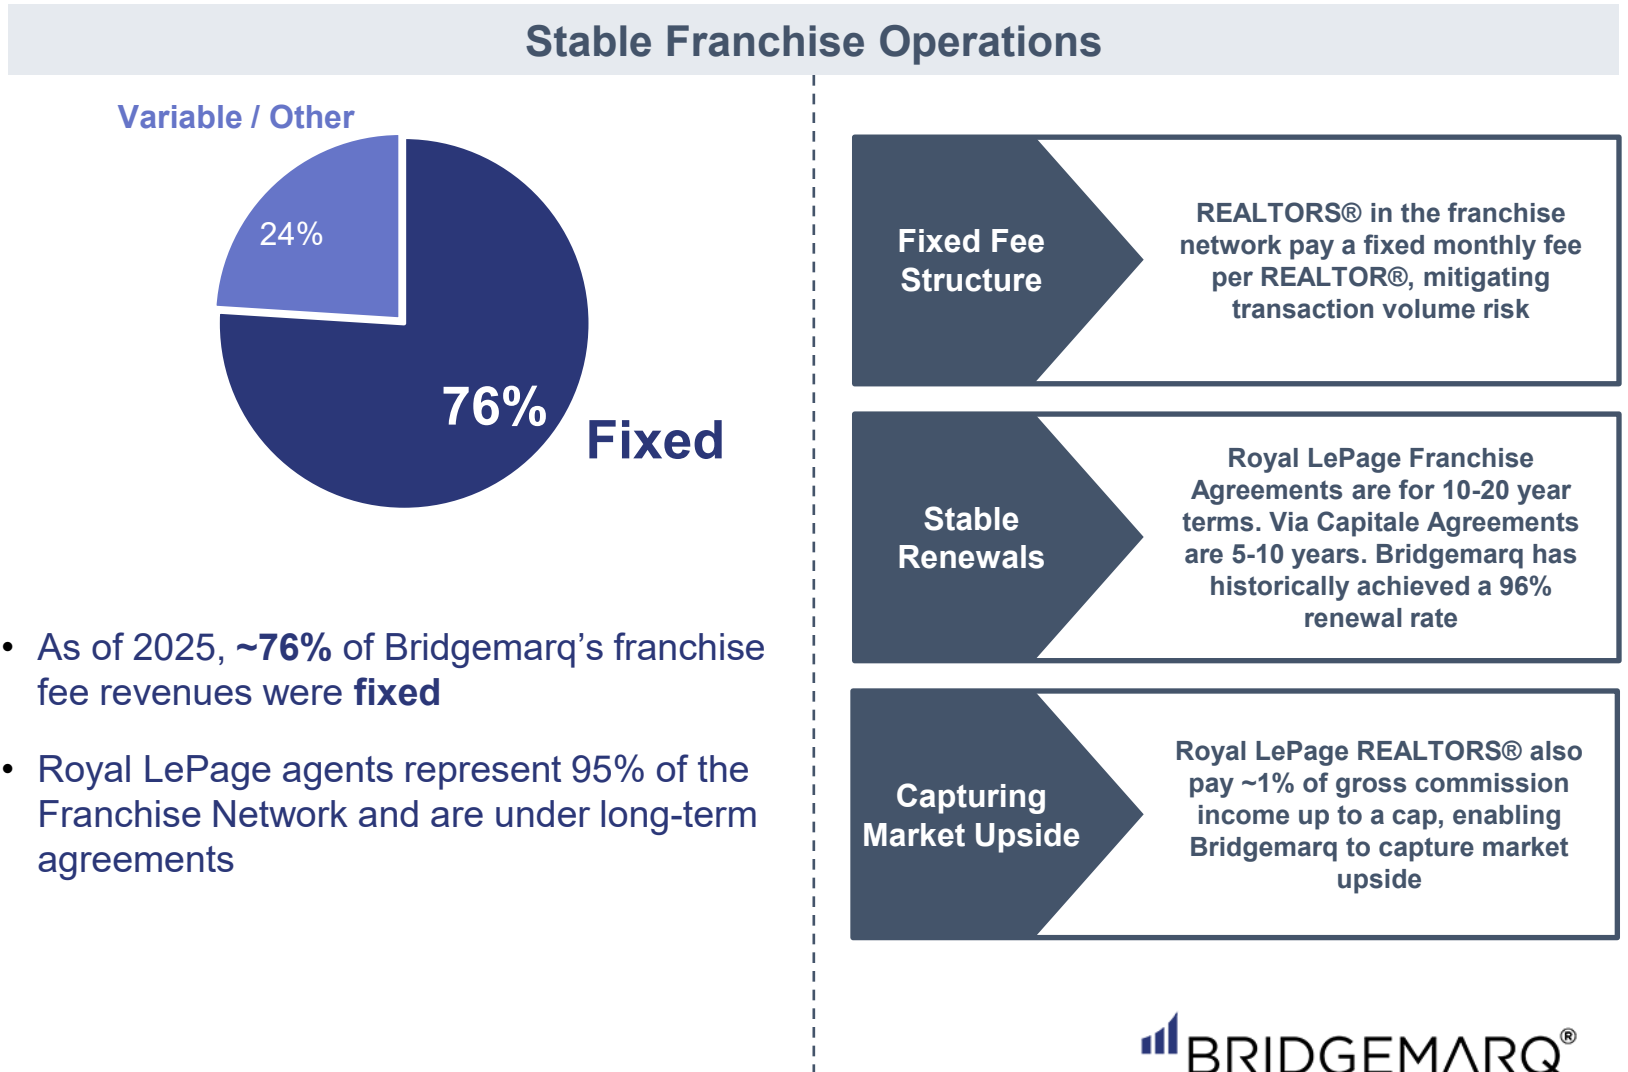 Stable Franchise Operations
Variable / Other
24%
76%
Fixed
• As of 2025, ~76% of Bridgemarq’s franchise
fee revenues were fixed
• Royal LePage agents represent 95% of the
Franchise Network and are under long-term
agreements
Fixed Fee
Structure
REALTORS® in the franchise
network pay a fixed monthly fee
per REALTOR®, mitigating
transaction volume risk
Stable
Renewals
Royal LePage Franchise
Agreements are for 10-20 year
terms. Via Capitale Agreements
are 5-10 years. Bridgemarq has
historically achieved a 96%
renewal rate
Capturing
Market Upside
Royal LePage REALTORS® also
pay ~1% of gross commission
income up to a cap, enabling
Bridgemarq to capture market
upside
BRIDGEMARQ®